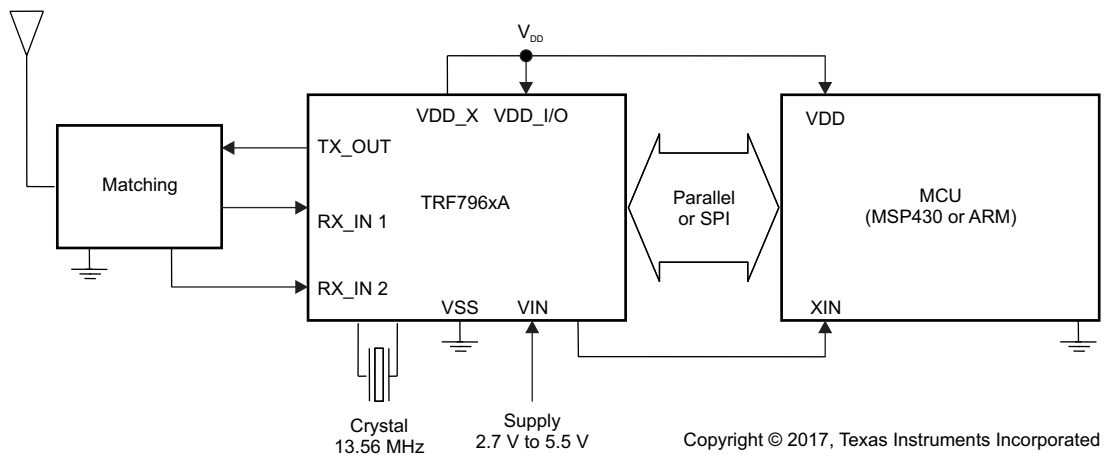 VDD
VDD_X VDD_I/O
VDD
TX_OUT
Matching
RX_IN 1
TRF796xA
Parallel
or SPI
MCU
(MSP430 or ARM)
RX_IN 2
VSS
VIN
XIN
Crystal
13.56 MHz
Supply
2.7 V to 5.5 V
Copyright © 2017, Texas Instruments Incorporated